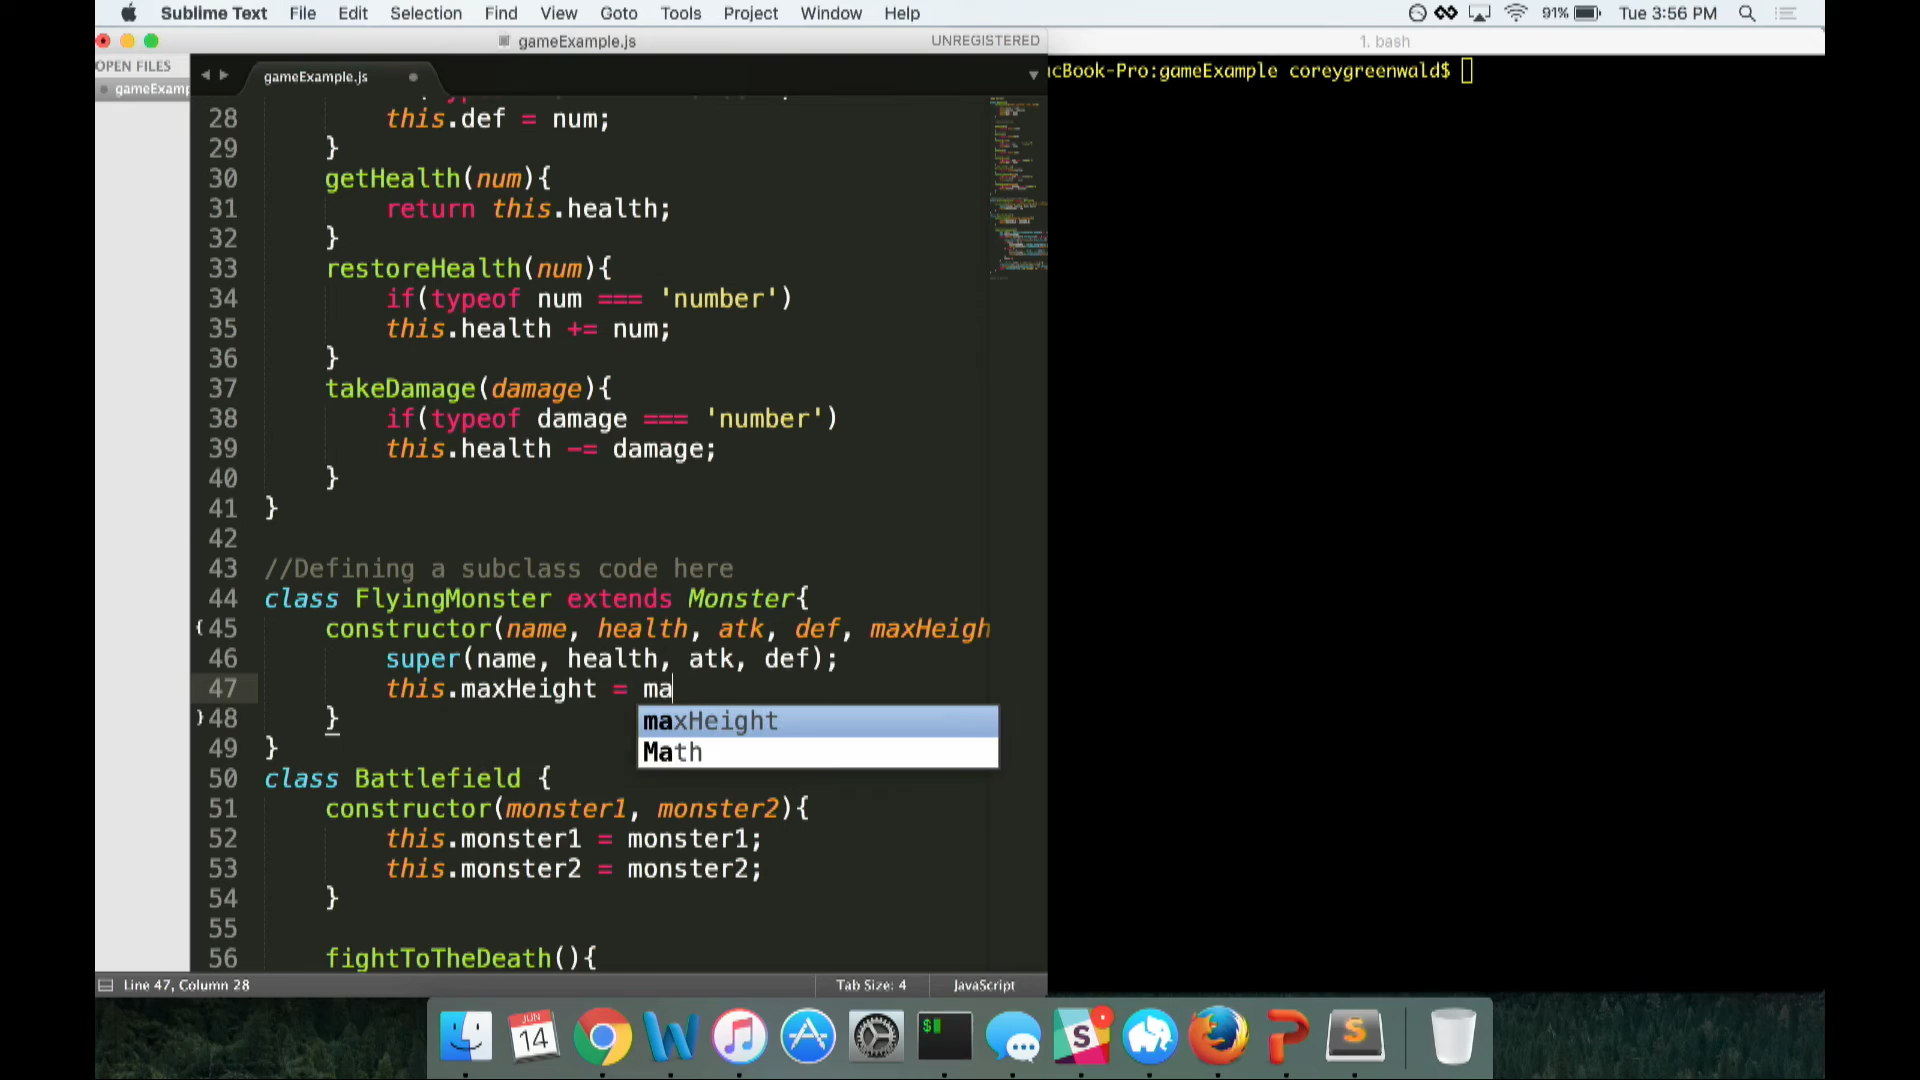 Sublime Text File Edit Selection Find View Goto Tools Project Window Help 91% Tue 3:56 PM
gameExample.js UNREGISTERED
1. bash
OPEN FILES
gameExamp
gameExample.js
cBook-Pro:gameExample coreygreenwald$
28 this.def = num;
29 }
30 getHealth(num){
31 return this.health;
32 }
33 restoreHealth(num){
34 if(typeof num === 'number')
35 this.health += num;
36 }
37 takeDamage(damage){
38 if(typeof damage === 'number')
39 this.health -= damage;
40 }
41 }
42
43 //Defining a subclass code here
44 class FlyingMonster extends Monster{
45 constructor(name, health, atk, def, maxHeigh
46 super(name, health, atk, def);
47 this.maxHeight = ma
maxHeight
Math
48 }
49 }
50 class Battlefield {
51 constructor(monster1, monster2){
52 this.monster1 = monster1;
53 this.monster2 = monster2;
54 }
55
56 fightToTheDeath(){
Line 47, Column 28 Tab Size: 4 JavaScript
JUN
14